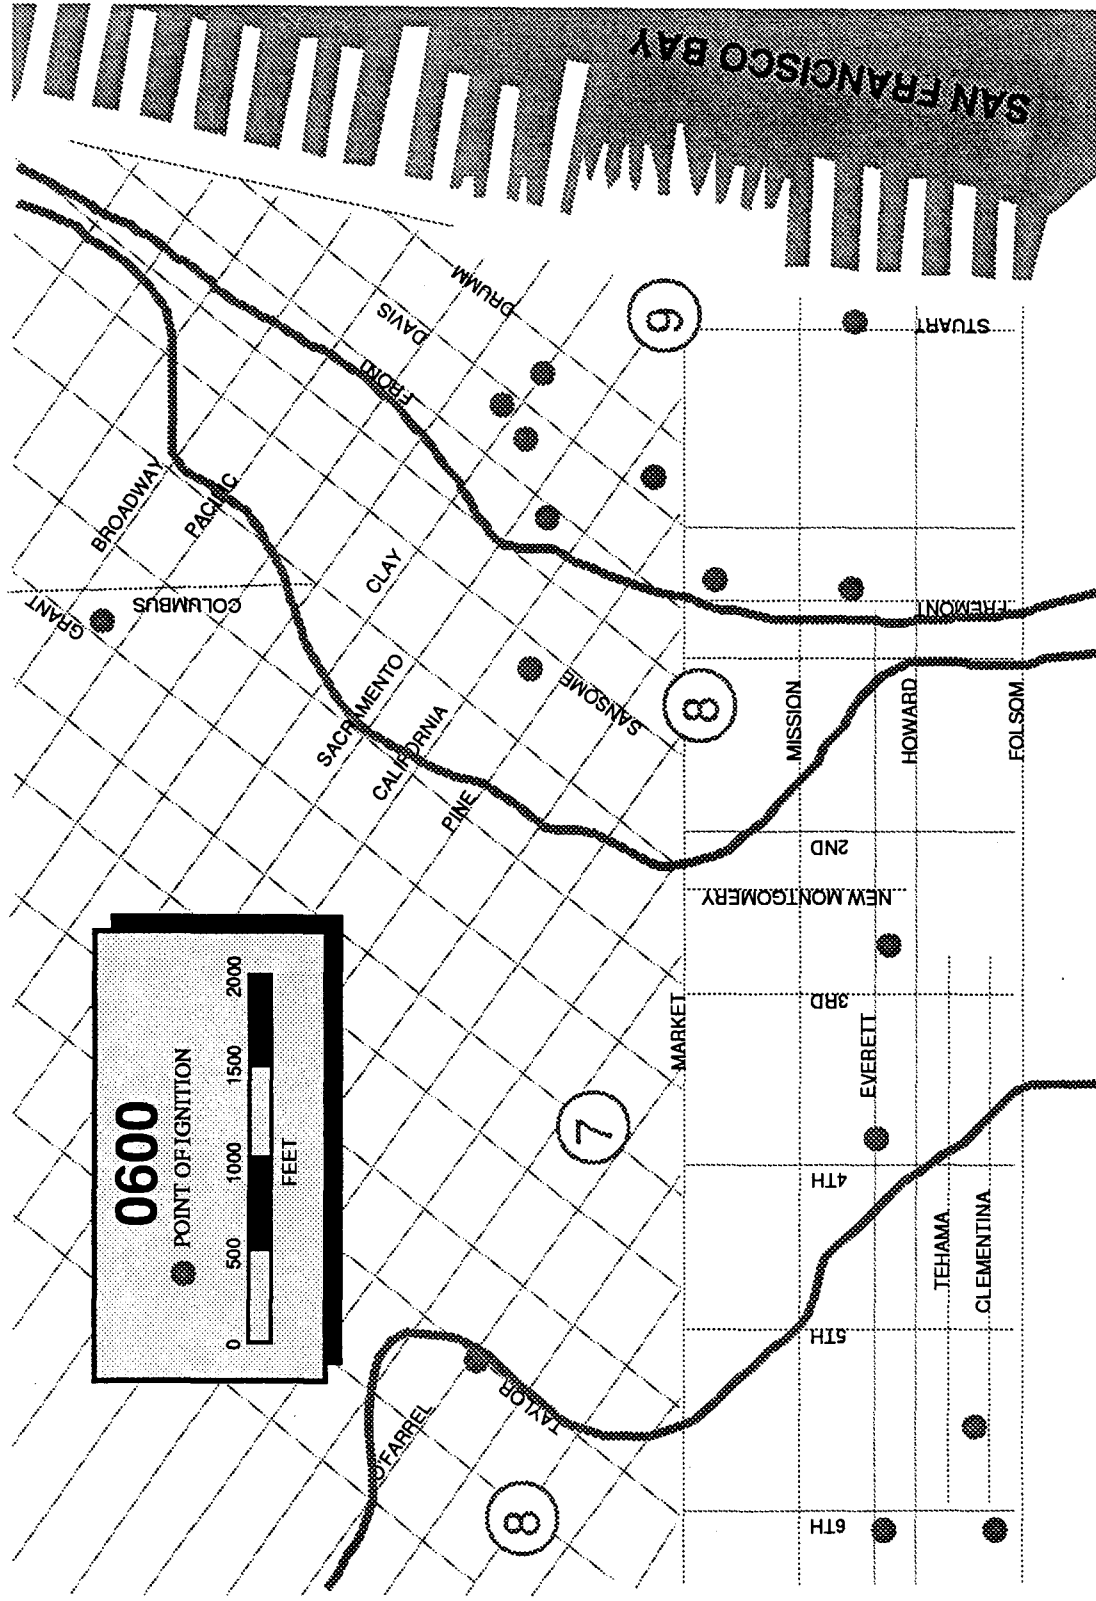 SAN FRANCISCO BAY
DRUMM
DAVIS
FRONT
9
STUART
BROADWAY
PACIFIC
CLAY
GRANT
COLUMBUS
FREMONT
SACRAMENTO
CALIFORNIA
PINE
SANSOME
8
MISSION
HOWARD
FOLSOM
2ND
NEW MONTGOMERY
0600
POINT OF IGNITION
0 500 1000 1500 2000
FEET
MARKET
3RD
EVERETT
7
4TH
TEHAMA
CLEMENTINA
5TH
O'FARREL
TAYLOR
8
6TH